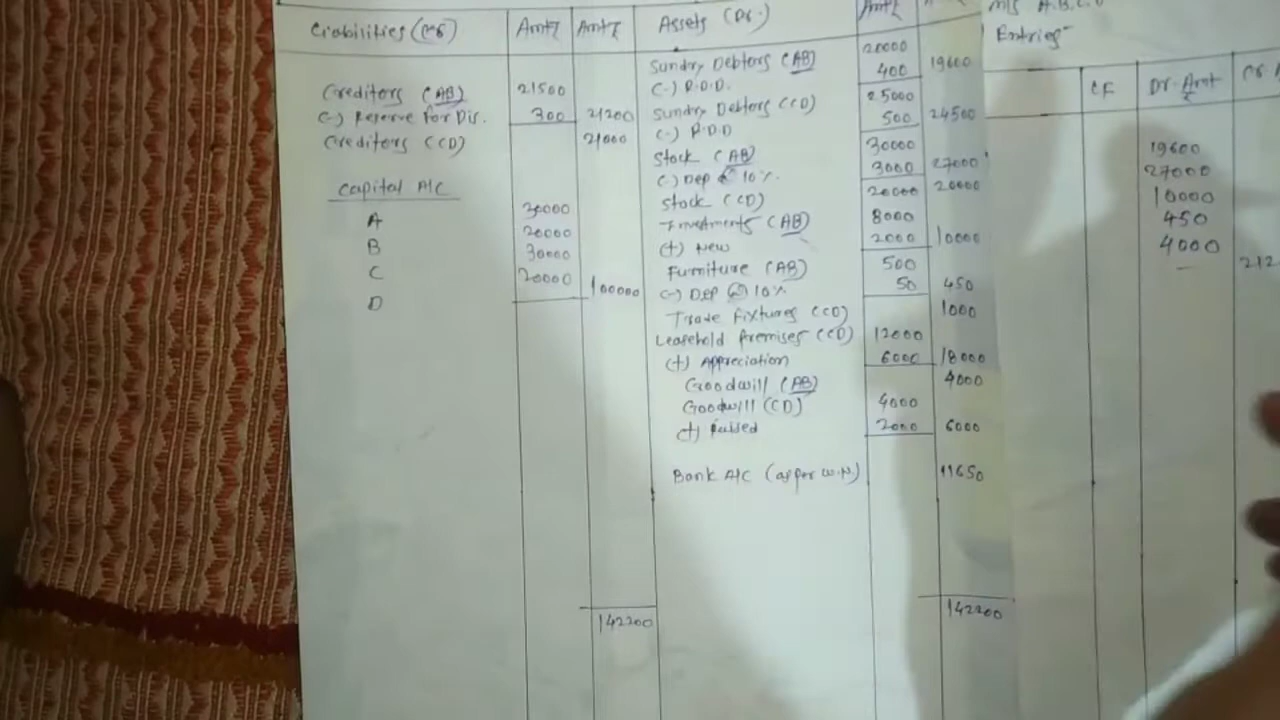 Liabilities (Cr) Amt₹ Amt₹ Assets (Dr.) Amt₹
Sundry Debtors (AB) 20000
(-) R.D.D. 400 19600
Creditors (AB) 21500
(-) Reserve For Dis. 300 21200
Creditors (CD) 21000
Sundry Debtors (CD) 25000
(-) R.D.D 500 24500
Stock (AB) 30000
(-) Dep @ 10%. 3000 27000
Stock (CD) 20000 20000
Capital A/C
A 30000
B 20000
C 30000
D 20000 100000
Investments (AB) 8000
(+) New 2000 10000
Furniture (AB) 500
(-) Dep @ 10% 50 450
Trade Fixtures (CD) 1000
Leasehold Premises (CD) 12000
(+) Appreciation 6000 18000
Goodwill (AB) 4000
Goodwill (CD) 4000
(+) Raised 2000 6000
Bank A/C (as per W.N) 11650
142200 142200
M/s A.B.C.D
Entries
Dr. Amt ₹ Cr. A
19600
27000
10000
450
4000
212